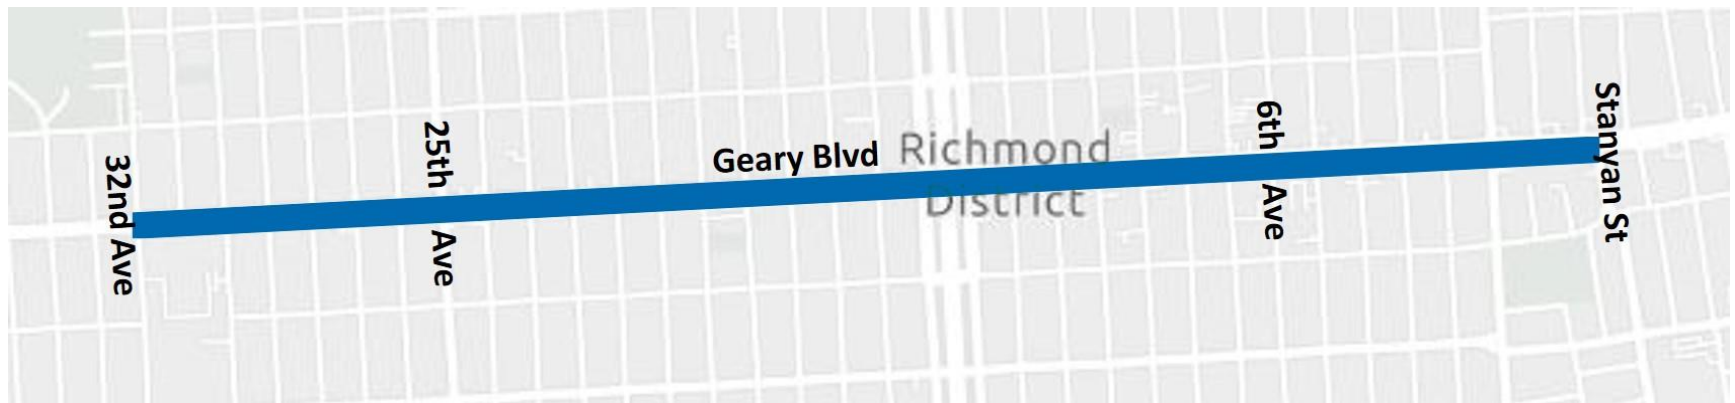 32nd Ave
25th Ave
Geary Blvd
Richmond
District
6th Ave
Stanyan St